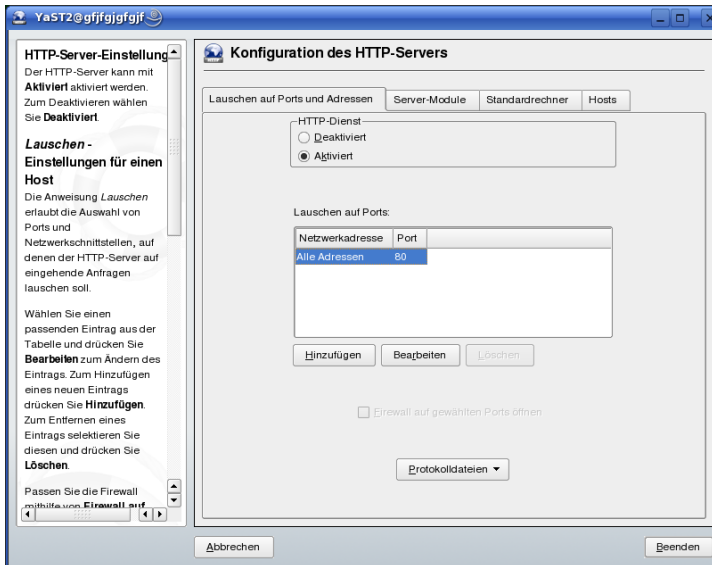 YaST2@gfjfgjgfgjf
HTTP-Server-Einstellung
Der HTTP-Server kann mit
Aktiviert aktiviert werden.
Zum Deaktivieren wählen
Sie Deaktiviert.
Lauschen -
Einstellungen für einen
Host
Die Anweisung Lauschen
erlaubt die Auswahl von
Ports und
Netzwerkschnittstellen, auf
denen der HTTP-Server auf
eingehende Anfragen
lauschen soll.
Wählen Sie einen
passenden Eintrag aus der
Tabelle und drücken Sie
Bearbeiten zum Ändern des
Eintrags. Zum Hinzufügen
eines neuen Eintrags
drücken Sie Hinzufügen.
Zum Entfernen eines
Eintrags selektieren Sie
diesen und drücken Sie
Löschen.
Passen Sie die Firewall
mithilfe von Firewall auf
Konfiguration des HTTP-Servers
Lauschen auf Ports und Adressen Server-Module Standardrechner Hosts
HTTP-Dienst
Deaktiviert
Aktiviert
Lauschen auf Ports:
Netzwerkadresse Port
Alle Adressen 80
Hinzufügen Bearbeiten Löschen
Firewall auf gewählten Ports öffnen
Protokolldateien
Abbrechen Beenden